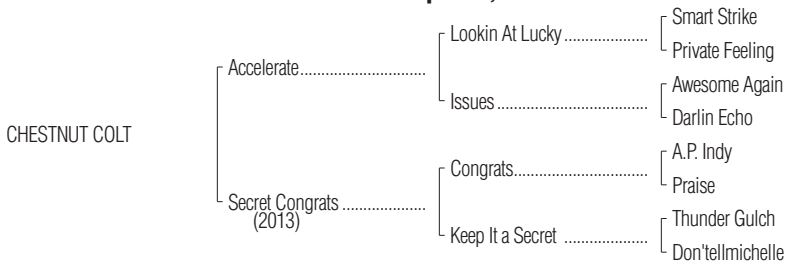 Smart Strike
Lookin At Lucky ....................
Private Feeling
Accelerate..............................
Awesome Again
Issues....................................
Darlin Echo
CHESTNUT COLT
A.P. Indy
Congrats................................
Praise
Secret Congrats ....................
(2013)
Thunder Gulch
Keep It a Secret ....................
Don'tellmichelle